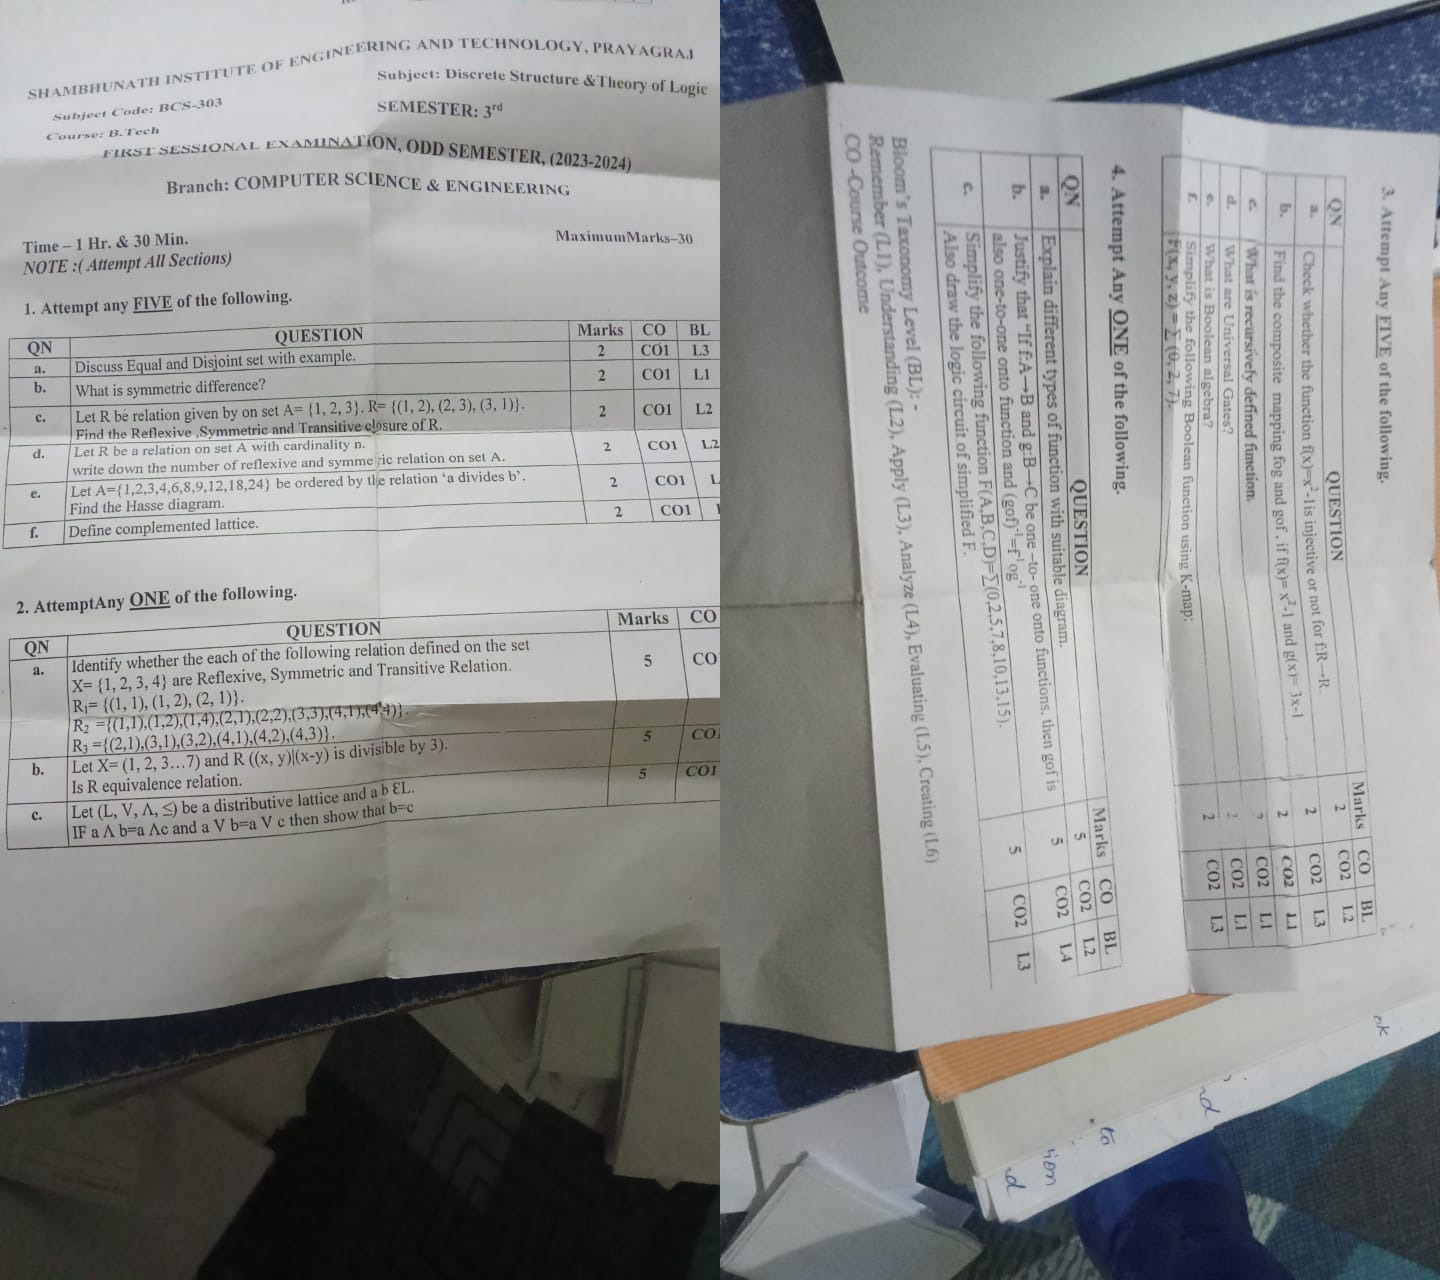 SHAMBHUNATH INSTITUTE OF ENGINEERING AND TECHNOLOGY, PRAYAGRAJ
Subject Code: BCS-303
Subject: Discrete Structure &Theory of Logic
Course: B.Tech
SEMESTER: 3rd
FIRST SESSIONAL EXAMINATION, ODD SEMESTER, (2023-2024)
Branch: COMPUTER SCIENCE & ENGINEERING
Time – 1 Hr. & 30 Min.
MaximumMarks–30
NOTE :( Attempt All Sections)
1. Attempt any FIVE of the following.
QN QUESTION Marks CO BL
a. Discuss Equal and Disjoint set with example. 2 CO1 L3
b. What is symmetric difference? 2 CO1 L1
c. Let R be relation given by on set A= {1, 2, 3}. R= {(1, 2), (2, 3), (3, 1)}. 2 CO1 L2
Find the Reflexive ,Symmetric and Transitive closure of R.
d. Let R be a relation on set A with cardinality n. 2 CO1 L2
write down the number of reflexive and symmetric relation on set A.
e. Let A={1,2,3,4,6,8,9,12,18,24} be ordered by the relation ‘a divides b’. 2 CO1 L
Find the Hasse diagram.
f. Define complemented lattice. 2 CO1
2. AttemptAny ONE of the following.
QN QUESTION Marks CO
a. Identify whether the each of the following relation defined on the set 5 CO
X= {1, 2, 3, 4} are Reflexive, Symmetric and Transitive Relation.
R1= {(1, 1), (1, 2), (2, 1)}.
R2 ={(1,1),(1,2),(1,4),(2,1),(2,2),(3,3),(4,1),(4,4)}.
R3 ={(2,1),(3,1),(3,2),(4,1),(4,2),(4,3)}.
b. Let X= (1, 2, 3…7) and R ((x, y)|(x-y) is divisible by 3). 5 CO
Is R equivalence relation.
c. Let (L, V, Λ, ≤) be a distributive lattice and a b ƐL. 5 CO1
IF a Λ b=a Λc and a V b=a V c then show that b=c
3. Attempt Any FIVE of the following.
QN QUESTION Marks CO BL
a. Check whether the function f(x)=x²-1is injective or not for f:R→R. 2 CO2 L2
b. Find the composite mapping fog and gof , if f(x)= x²-1 and g(x)= 3x-1 2 CO2 L3
c. What is recursively defined function. 2 CO2 L1
d. What are Universal Gates? CO2 L1
e. What is Boolean algebra? CO2 L1
f. Simplify the following Boolean function using K-map: 2 CO2 L3
F(x, y, z) = ∑ (0, 2, 7).
4. Attempt Any ONE of the following.
QN QUESTION Marks CO BL
a. Explain different types of function with suitable diagram. 5 CO2 L2
b. Justify that “If f:A→B and g:B→C be one –to- one onto functions, then gof is 5 CO2 L4
also one-to-one onto function and (gof)-1=f-1og-1
c. Simplify the following function F(A,B,C,D)=∑(0,2,5,7,8,10,13,15). 5 CO2 L3
Also draw the logic circuit of simplified F.
Bloom’s Taxonomy Level (BL): -
Remember (L1), Understanding (L2), Apply (L3), Analyze (L4), Evaluating (L5), Creating (L6)
CO -Course Outcome
ok
nd
to
ion
d